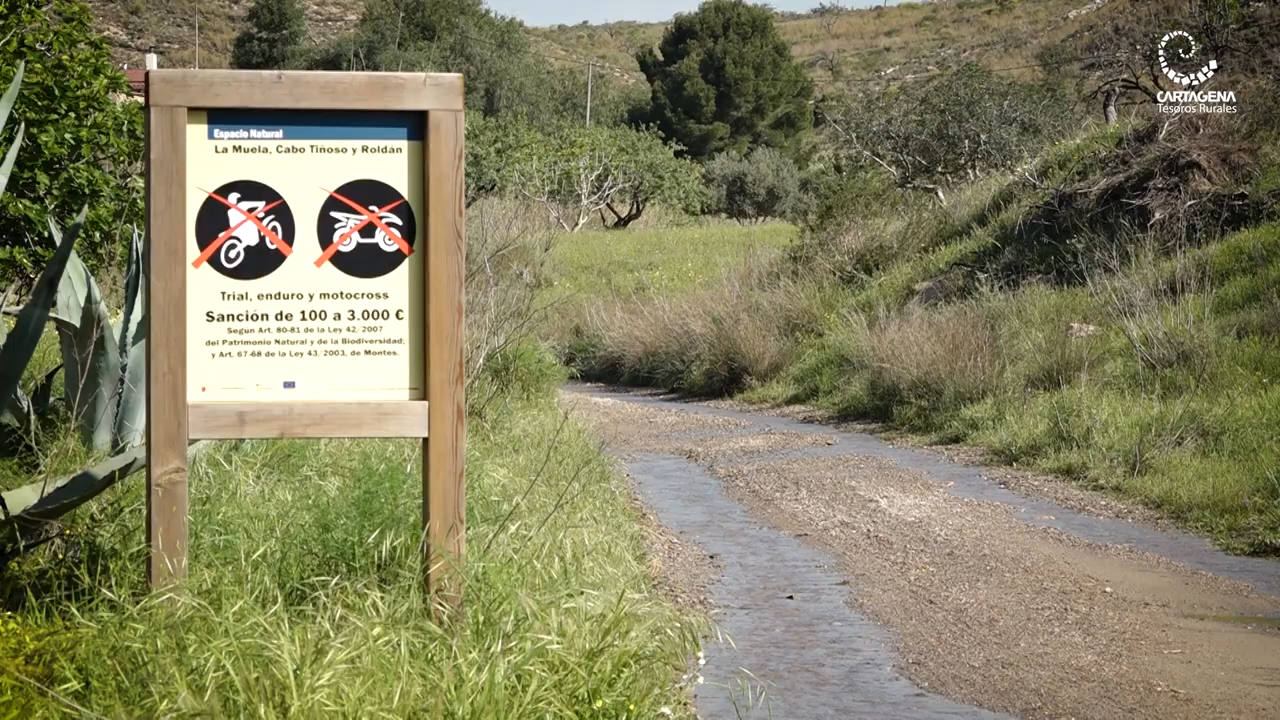 CARTAGENA
Tesoros Rurales
Espacio Natural
La Muela, Cabo Tiñoso y Roldán
Trial, enduro y motocross
Sanción de 100 a 3.000 €
Segun Art. 80-81 de la Ley 42/2007
del Patrimonio Natural y de la Biodiversidad;
y Art. 67-68 de la Ley 43/2003, de Montes.